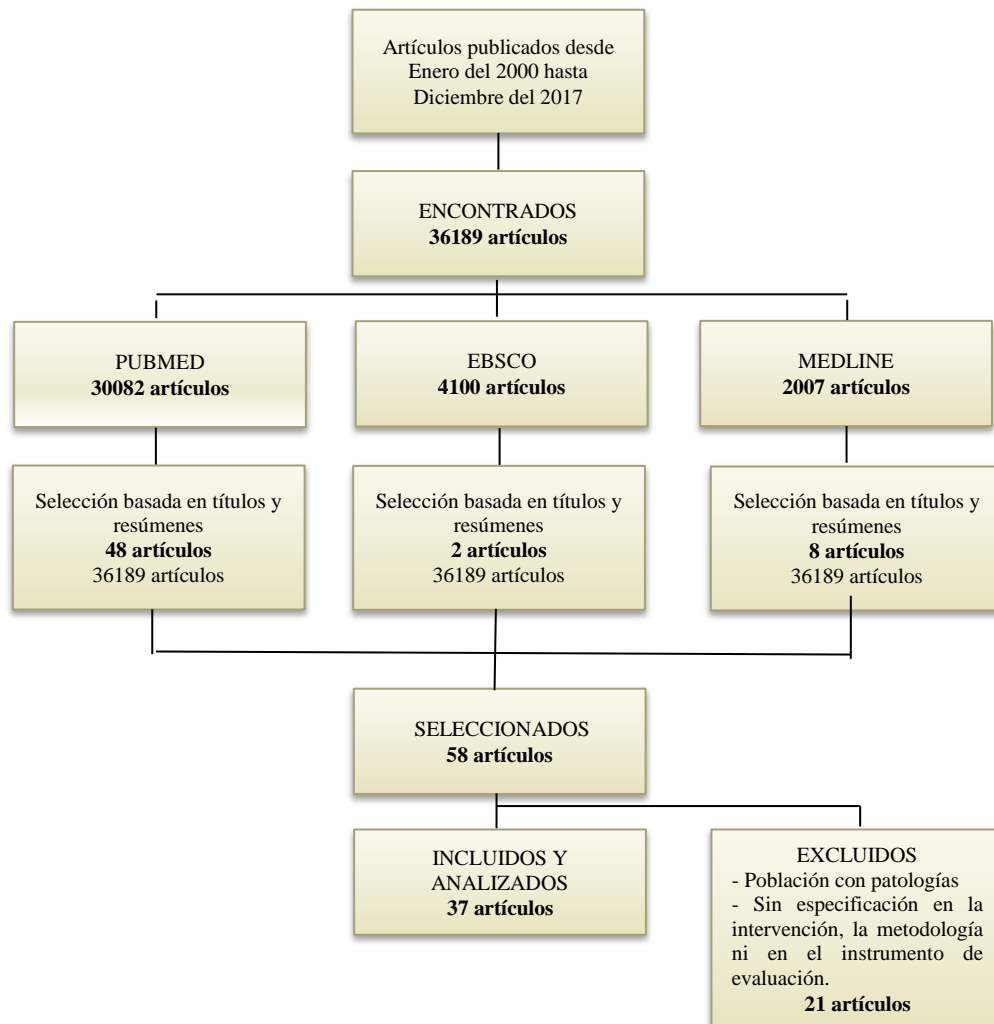 Artículos publicados desde
Enero del 2000 hasta
Diciembre del 2017
ENCONTRADOS
36189 artículos
PUBMED
30082 artículos
EBSCO
4100 artículos
MEDLINE
2007 artículos
Selección basada en títulos y
resúmenes
48 artículos
36189 artículos
Selección basada en títulos y
resúmenes
2 artículos
36189 artículos
Selección basada en títulos y
resúmenes
8 artículos
36189 artículos
SELECCIONADOS
58 artículos
INCLUIDOS Y
ANALIZADOS
37 artículos
EXCLUIDOS
- Población con patologías
- Sin especificación en la
intervención, la metodología
ni en el instrumento de
evaluación.
21 artículos